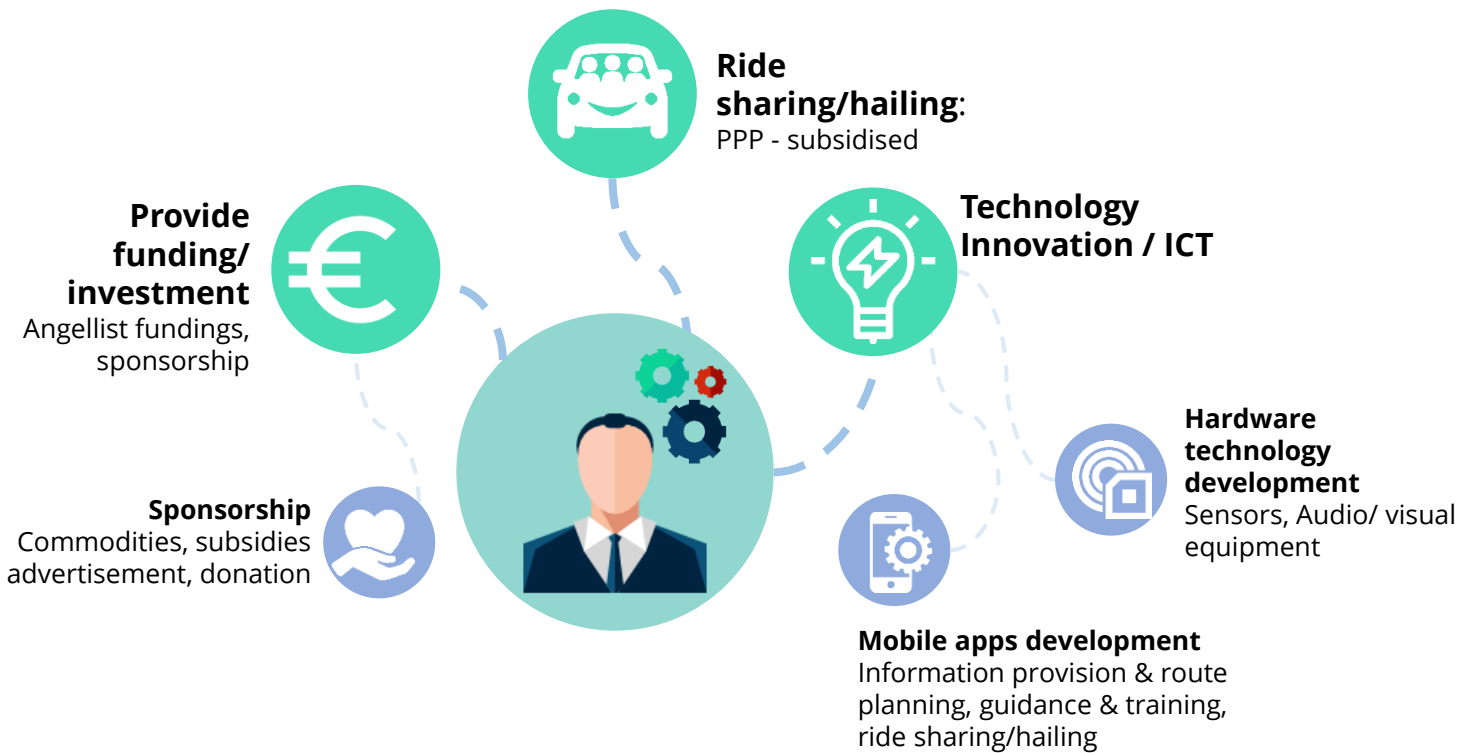 Ride
sharing/hailing:
PPP - subsidised
Provide
funding/
investment
Angellist fundings,
sponsorship
Technology
Innovation / ICT
Sponsorship
Commodities, subsidies
advertisement, donation
Hardware
technology
development
Sensors, Audio/ visual
equipment
Mobile apps development
Information provision & route
planning, guidance & training,
ride sharing/hailing